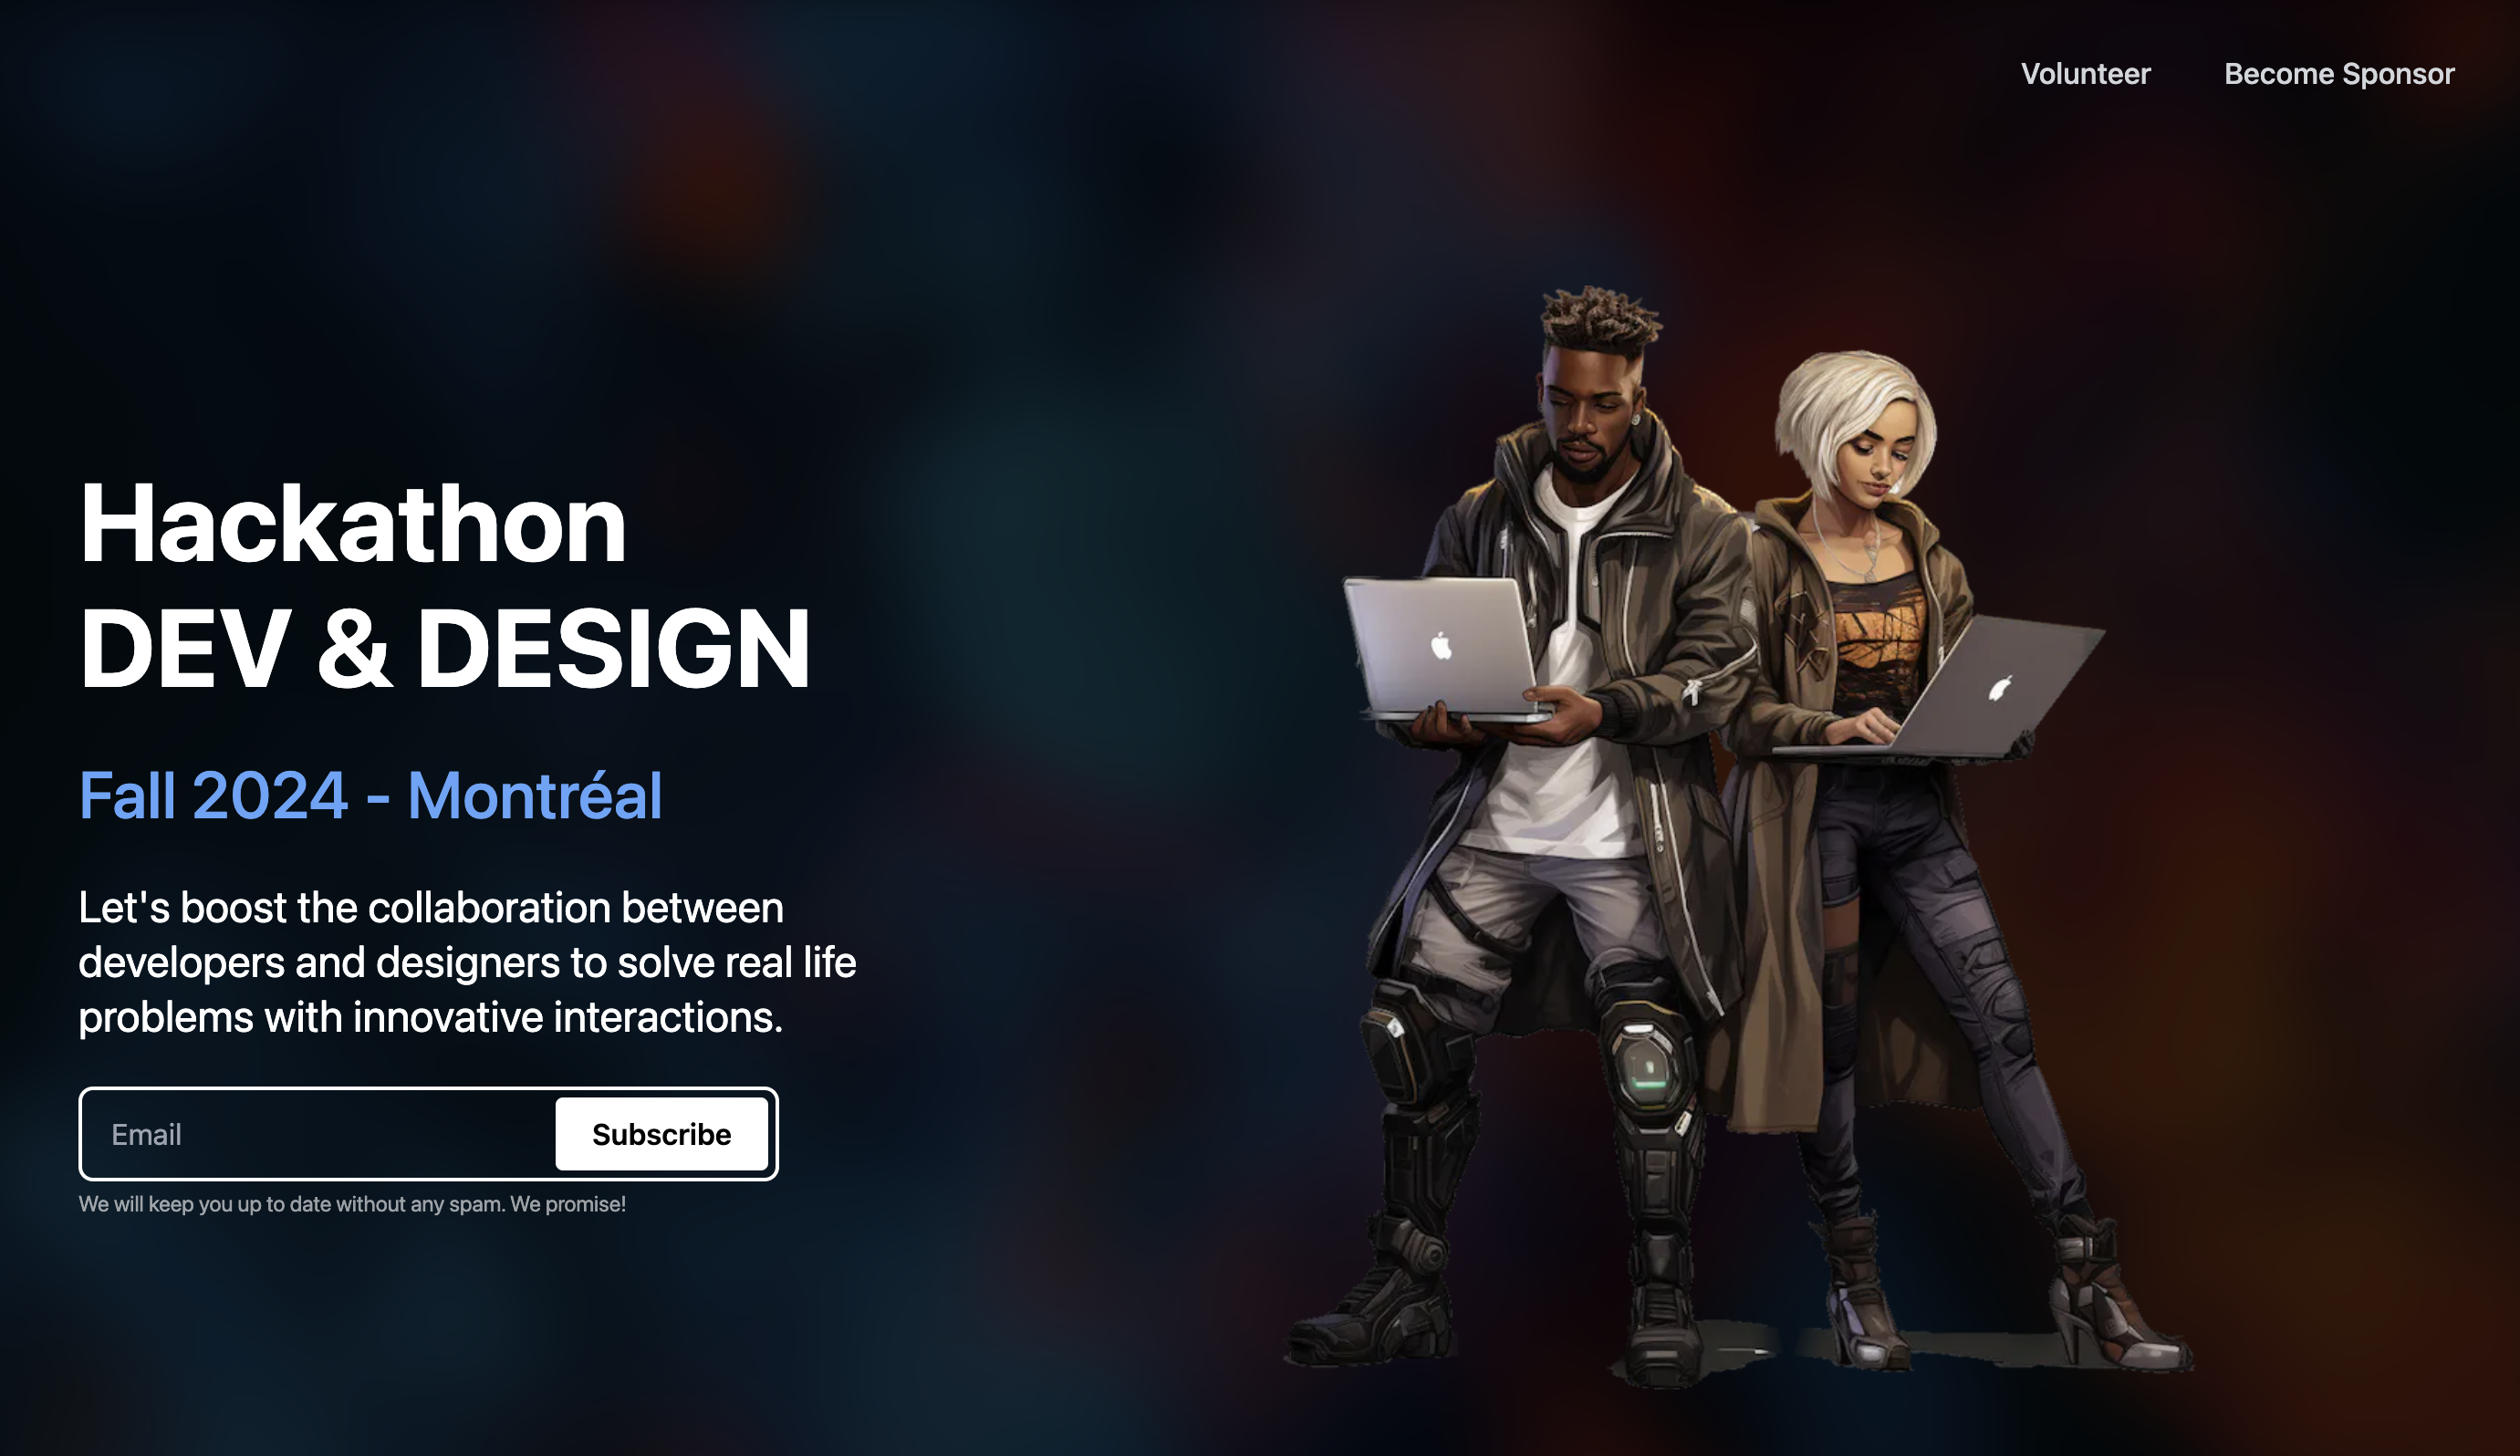 Volunteer
Become Sponsor
Hackathon
DEV & DESIGN
Fall 2024 - Montréal
Let's boost the collaboration between
developers and designers to solve real life
problems with innovative interactions.
Email
Subscribe
We will keep you up to date without any spam. We promise!